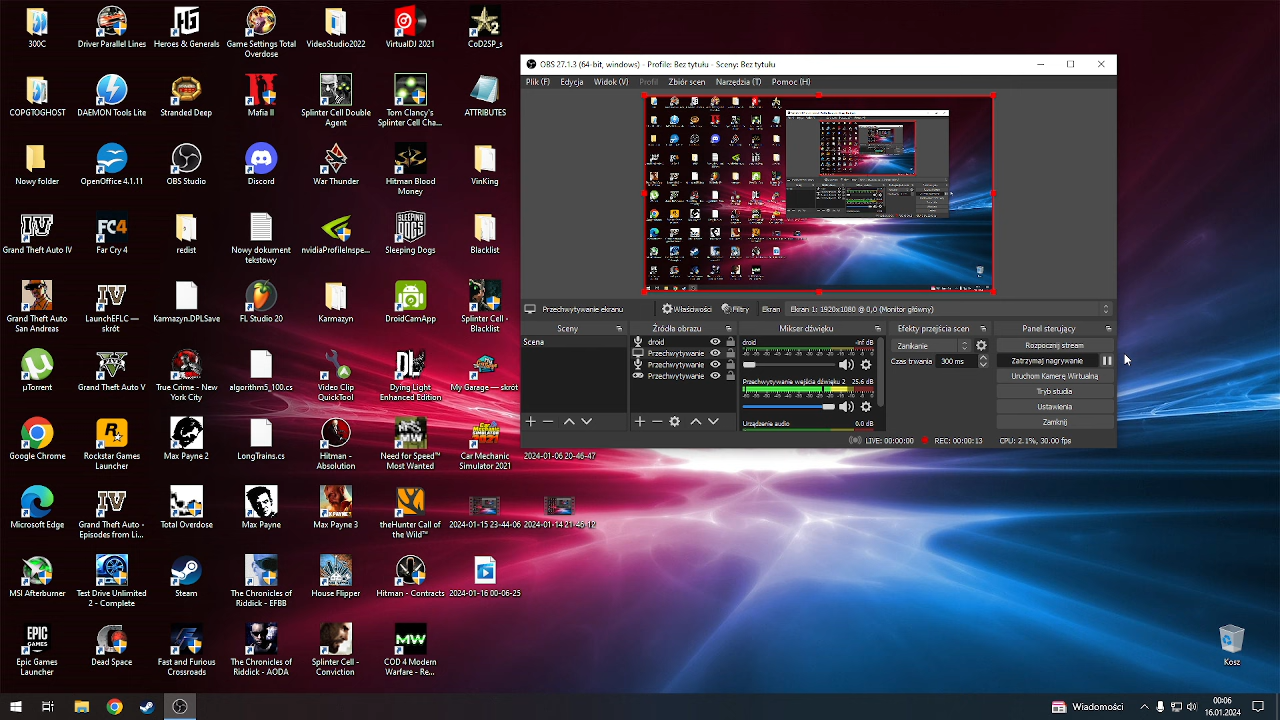 300C
Driver Parallel Lines
Heroes & Generals
Game Settings Total Overdose
VideoStudio2022
VirtualDJ 2021
CoD2SP_s
COPGTOGHOST
DAEMON Tools Lite
Stranded Deep
Mafia II
Splinter Cell Double Agent
Tom Clancy's Splinter Cell Cha...
ATTRIBUTES
Nowy folder
OpenOffice 4.1.11
OBS Studio
Discord
War Thunder
Hitman Blood Money
VinKing
Grand Theft Auto IV
Far Cry 4
redist
Nowy dokument tekstowy
nvidiaProfileInspe...
Sleeping Dogs
Blacklist
Grand Theft Auto San Andreas
LaunchEFLC — skrót
Karmazyn.DPLSave
FL Studio 20
Karmazyn
DroidCamApp
Splinter Cell - Blacklist
µTorrent
Grand Theft Auto V
True Crime - New York City
algorithm5_100.cs
Video Clip QuickTool
Dying Light Enhanced Edition
My Garage — skrót
Google Chrome
Rockstar Games Launcher
Max Payne 2
LongTrains.cs
Hitman - Absolution
Need for Speed™ Most Wanted
Car Mechanic Simulator 2021
2024-01-06 20-46-47
Microsoft Edge
Grand Theft Auto - Episodes from Li...
Total Overdose
Max Payne
Max Payne 3
theHunter Call of the Wild™
2024-01-15 23-44-06
2024-01-14 21-46-12
MSI Afterburner
Test Drive Unlimited 2 - Complete
Steam
The Chronicles of Riddick - EFBB
House Flipper
Hitman - Contracts
2024-01-16 00-06-25
Epic Games Launcher
Dead Space
Fast and Furious Crossroads
The Chronicles of Riddick - AODA
Splinter Cell - Conviction
COD 4 Modern Warfare - Re...
Kosz
OBS 27.1.3 (64-bit, windows) - Profile: Bez tytułu - Sceny: Bez tytułu
Plik (F) Edycja Widok (V) Profil Zbiór scen Narzędzia (T) Pomoc (H)
Przechwytywanie ekranu Właściwości Filtry Ekran Ekran 1: 1920x1080 @ 0,0 (Monitor główny)
Sceny Źródła obrazu Mikser dźwięku Efekty przejścia scen Panel sterujący
Scena
droid
Przechwytywanie
Przechwytywanie
Przechwytywanie
droid -inf dB
Przechwytywanie wejścia dźwięku 2 25.6 dB
Urządzenie audio 0.0 dB
Zanikanie
Czas trwania 300 ms
Rozpocznij stream
Zatrzymaj nagrywanie
Uruchom Kamerę Wirtualną
Tryb studia
Ustawienia
Zamknij
LIVE: 00:00:00 REC: 00:00:13 CPU: 2.1%, 30.00 fps
Wiadomości
00:06
16.01.2024